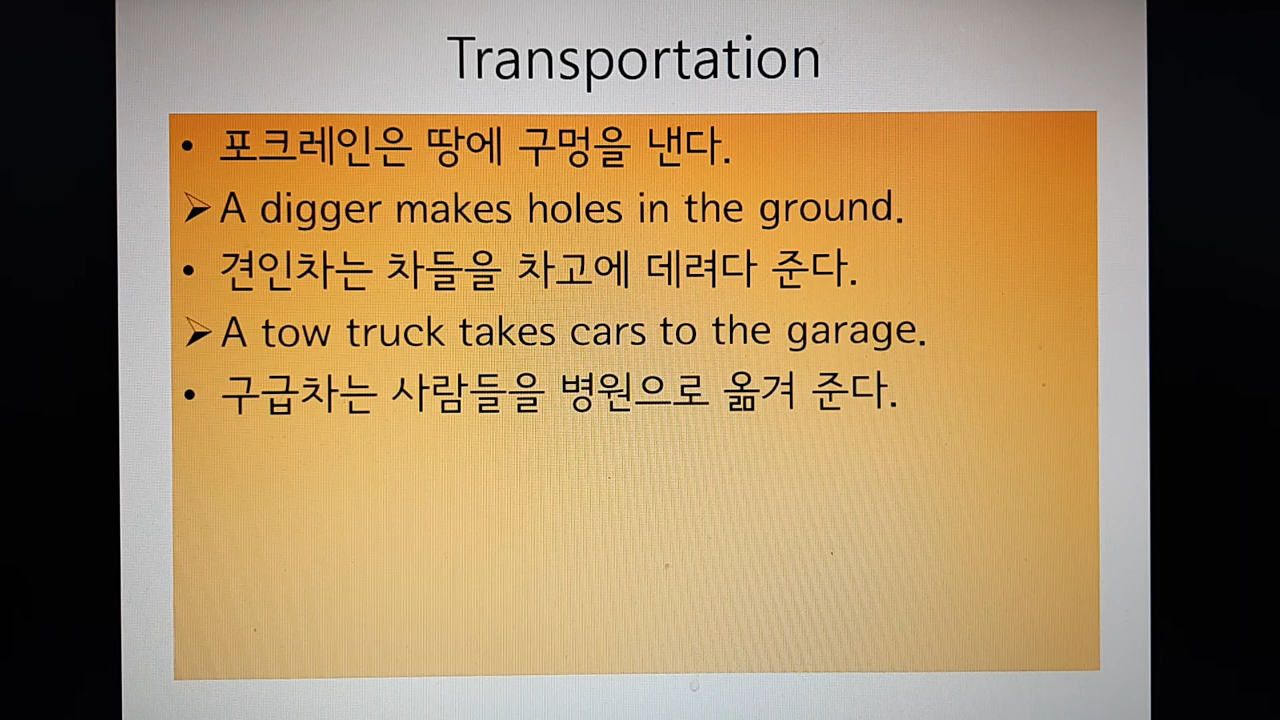 Transportation
• 포크레인은 땅에 구멍을 낸다.
➢ A digger makes holes in the ground.
• 견인차는 차들을 차고에 데려다 준다.
➢ A tow truck takes cars to the garage.
• 구급차는 사람들을 병원으로 옮겨 준다.